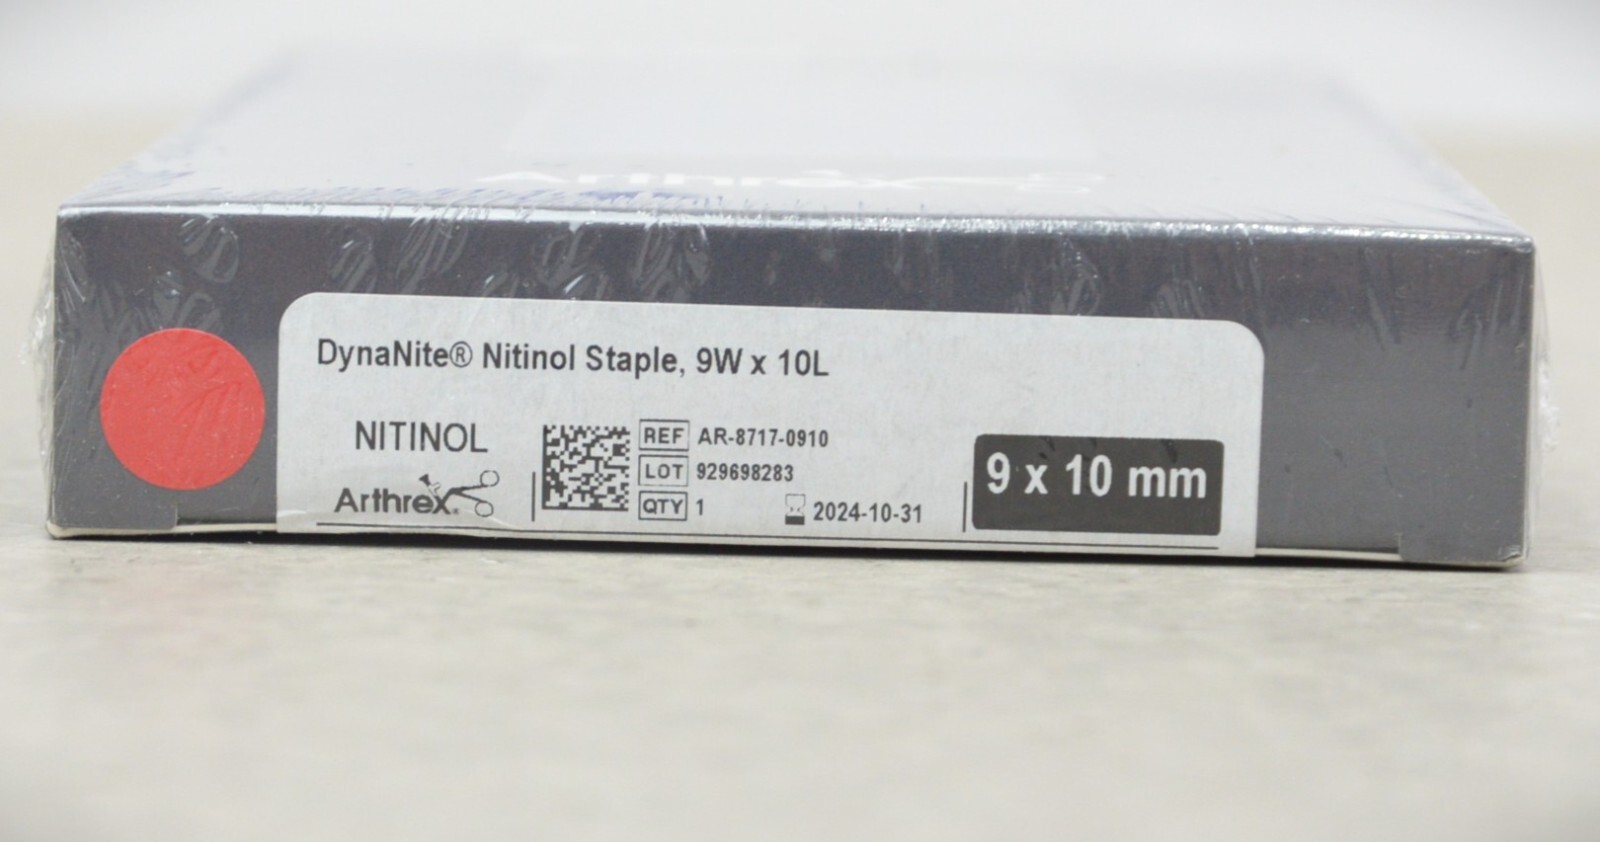 Arthrex
DynaNite® Nitinol Staple, 9W x 10L
NITINOL
Arthrex®
REF AR-8717-0910
LOT 929698283
QTY 1
2024-10-31
9 x 10 mm